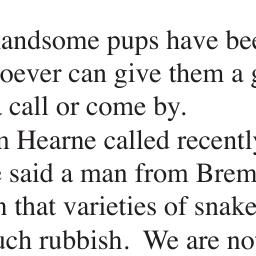 andsome pups have bee
oever can give them a g
call or come by.
Hearne called recently
said a man from Brem
that varieties of snake
uch rubbish. We are no